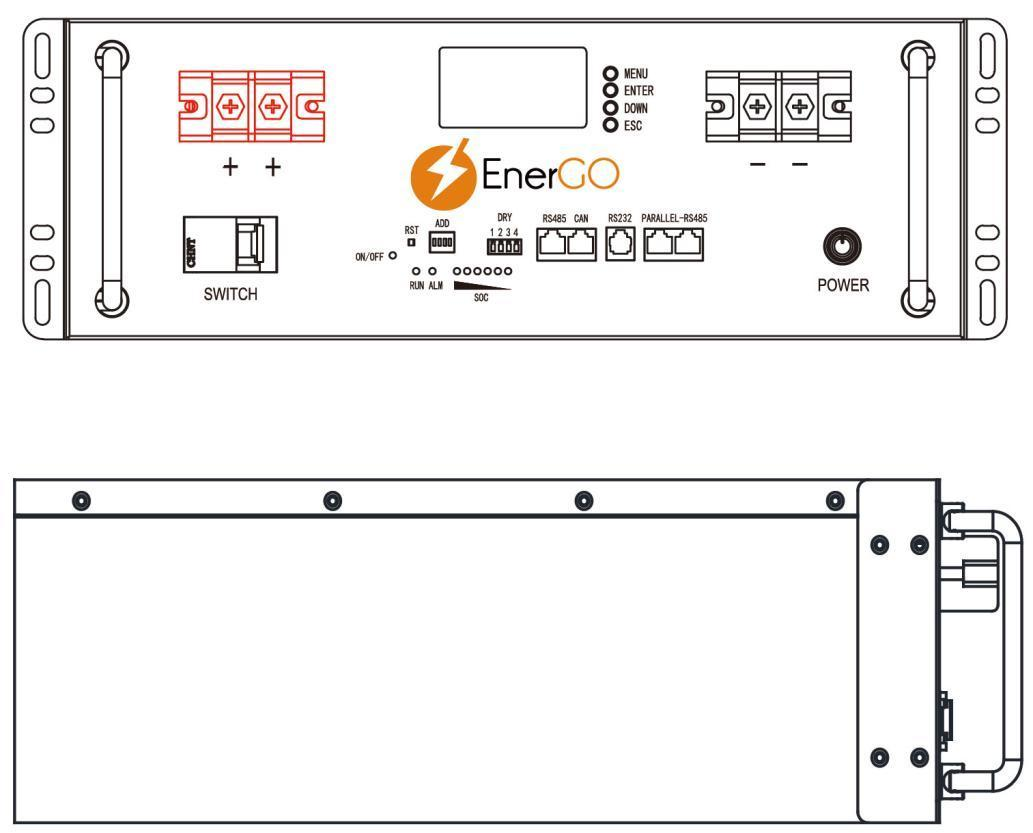 MENU
ENTER
DOWN
ESC
+ +
− −
EnerGO
CHNT
SWITCH
ON/OFF
RST
ADD
DRY
1 2 3 4
RS485 CAN
RS232
PARALLEL-RS485
RUN ALM
SOC
POWER